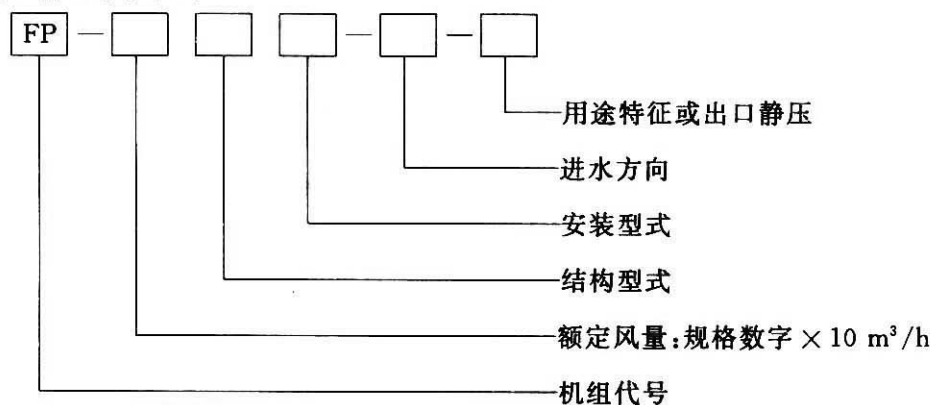 FP — □ □ □ — □ — □
用途特征或出口静压
进水方向
安装型式
结构型式
额定风量:规格数字×10 m³/h
机组代号